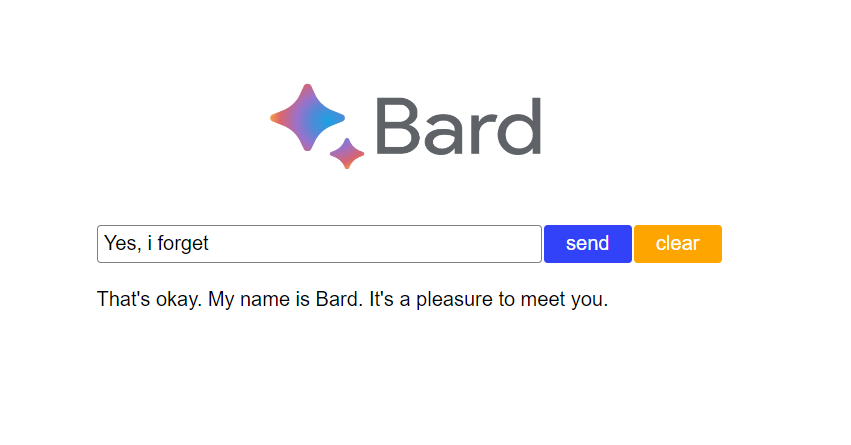 Bard
Yes, i forget send clear
That's okay. My name is Bard. It's a pleasure to meet you.